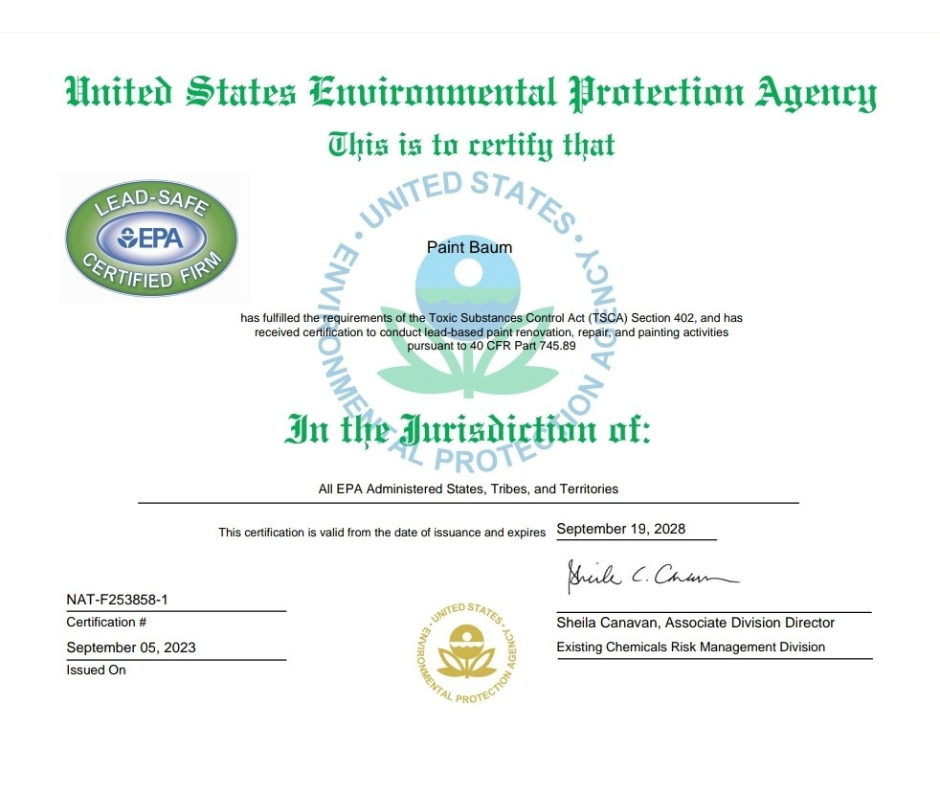 United States Environmental Protection Agency
This is to certify that
LEAD-SAFE
EPA
CERTIFIED FIRM
UNITED STATES
ENVIRONMENTAL PROTECTION AGENCY
Paint Baum
has fulfilled the requirements of the Toxic Substances Control Act (TSCA) Section 402, and has
received certification to conduct lead-based paint renovation, repair, and painting activities
pursuant to 40 CFR Part 745.89
In the Jurisdiction of:
All EPA Administered States, Tribes, and Territories
This certification is valid from the date of issuance and expires September 19, 2028
Sheila C. Canavan
NAT-F253858-1
Certification #
September 05, 2023
Issued On
UNITED STATES
ENVIRONMENTAL PROTECTION AGENCY
Sheila Canavan, Associate Division Director
Existing Chemicals Risk Management Division